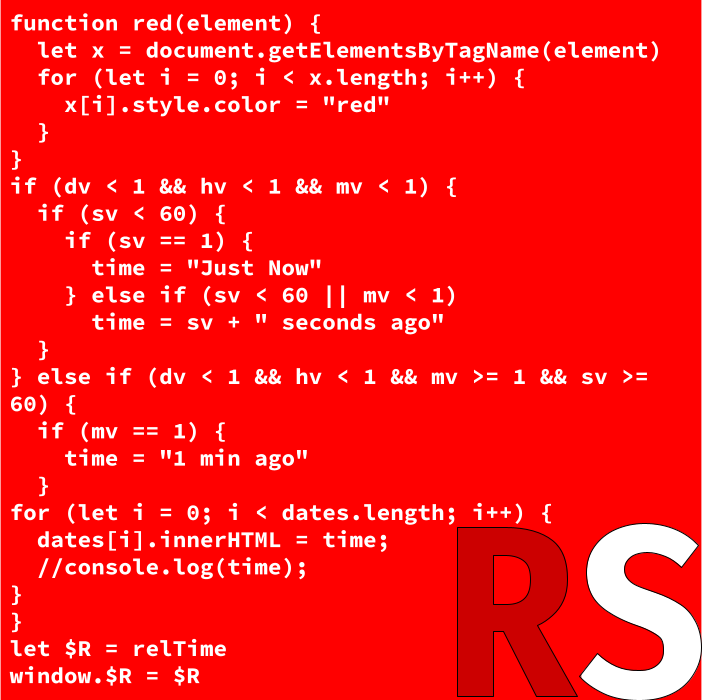 function red(element) {
  let x = document.getElementsByTagName(element)
  for (let i = 0; i < x.length; i++) {
    x[i].style.color = "red"
  }
}
if (dv < 1 && hv < 1 && mv < 1) {
  if (sv < 60) {
    if (sv == 1) {
      time = "Just Now"
    } else if (sv < 60 || mv < 1)
      time = sv + " seconds ago"
  }
} else if (dv < 1 && hv < 1 && mv >= 1 && sv >=
60) {
  if (mv == 1) {
    time = "1 min ago"
  }
for (let i = 0; i < dates.length; i++) {
  dates[i].innerHTML = time;
  //console.log(time);
}
}
let $R = relTime
window.$R = $R
RS